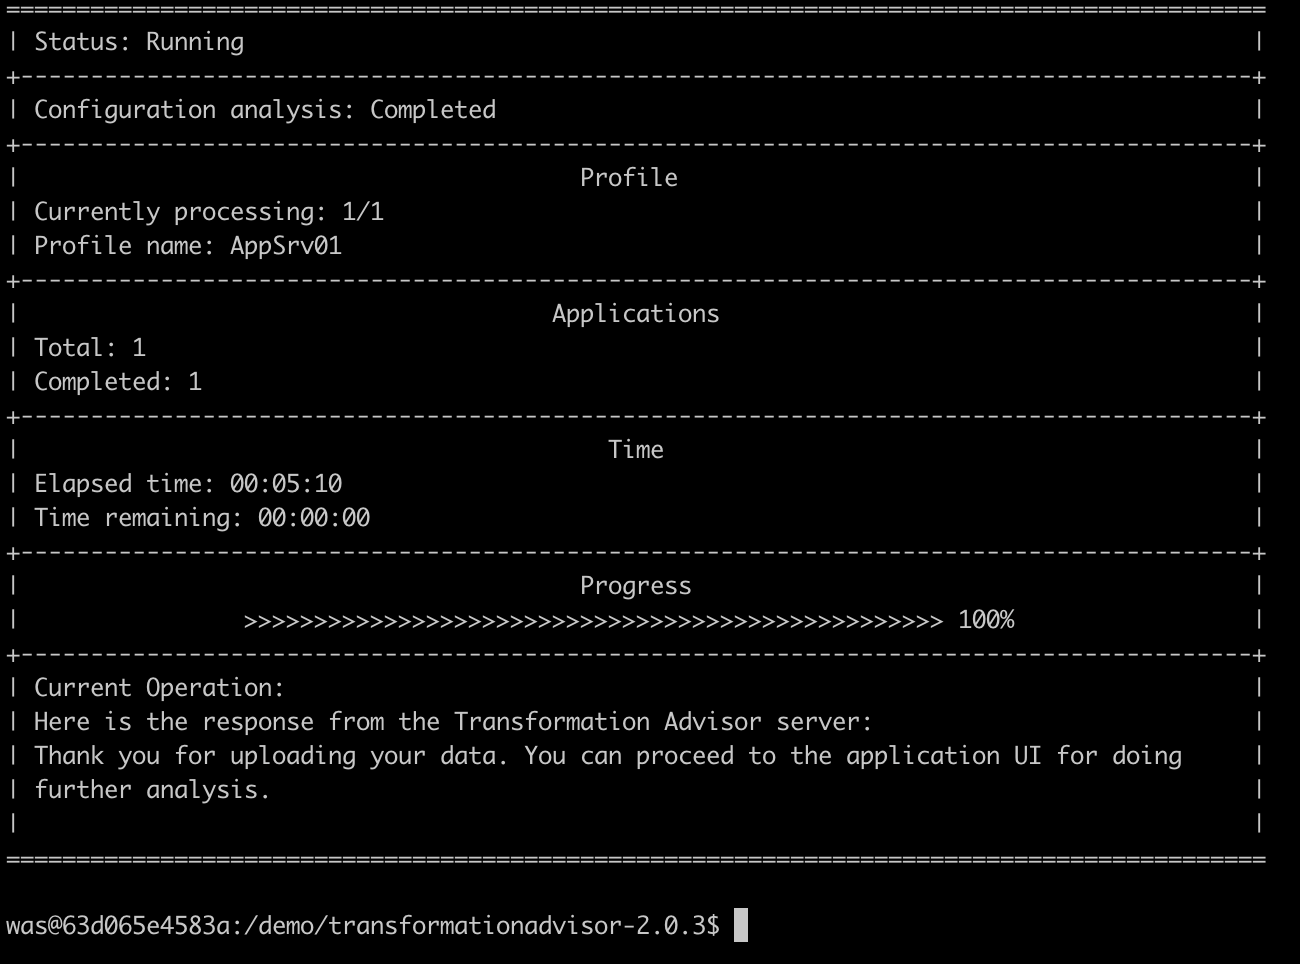 ==========================================================================================
| Status: Running |
+----------------------------------------------------------------------------------------+
| Configuration analysis: Completed |
+----------------------------------------------------------------------------------------+
| Profile |
| Currently processing: 1/1 |
| Profile name: AppSrv01 |
+----------------------------------------------------------------------------------------+
| Applications |
| Total: 1 |
| Completed: 1 |
+----------------------------------------------------------------------------------------+
| Time |
| Elapsed time: 00:05:10 |
| Time remaining: 00:00:00 |
+----------------------------------------------------------------------------------------+
| Progress |
| >>>>>>>>>>>>>>>>>>>>>>>>>>>>>>>>>>>>>>>>>>>>>>>>>> 100% |
+----------------------------------------------------------------------------------------+
| Current Operation: |
| Here is the response from the Transformation Advisor server: |
| Thank you for uploading your data. You can proceed to the application UI for doing |
| further analysis. |
| |
==========================================================================================
was@63d065e4583a:/demo/transformationadvisor-2.0.3$